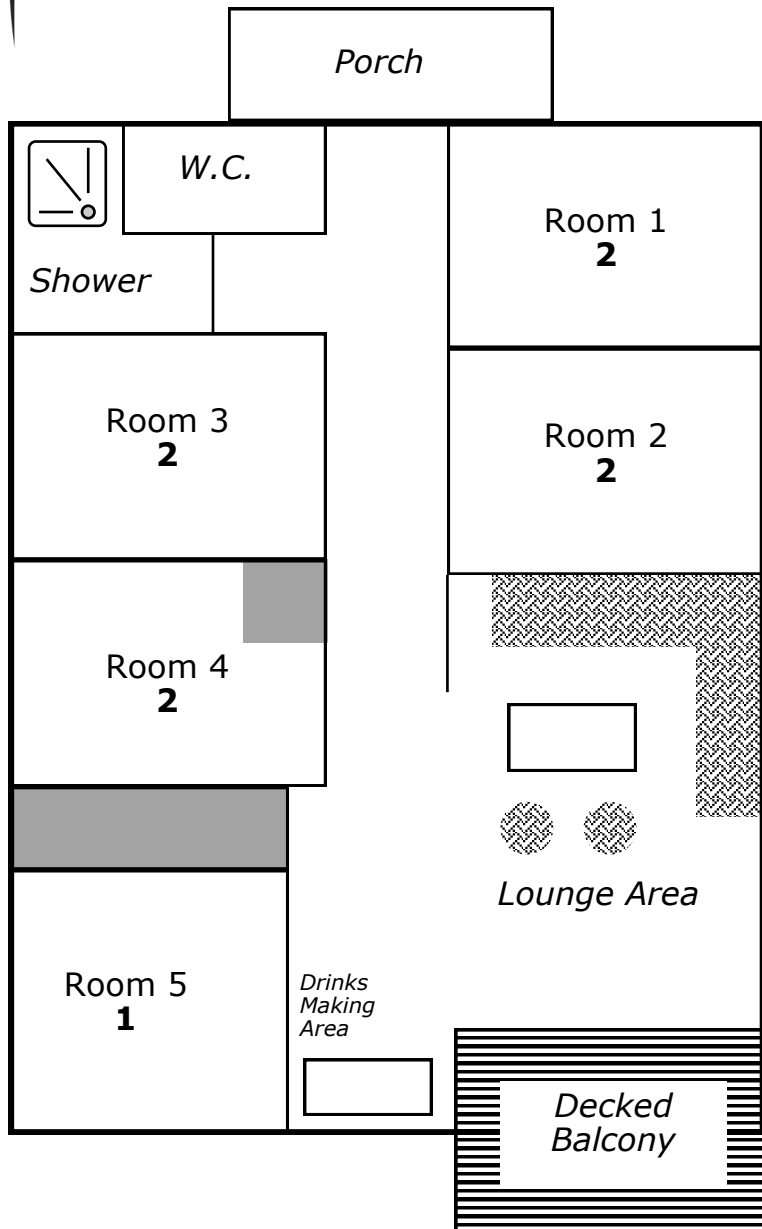 Porch
W.C.
Room 1
2
Shower
Room 3
2
Room 2
2
Room 4
2
Lounge Area
Room 5
1
Drinks
Making
Area
Decked
Balcony